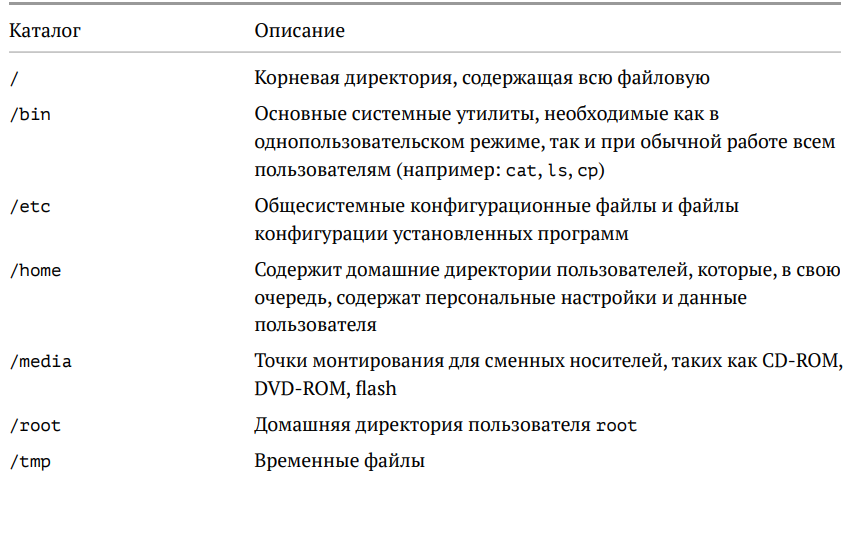 Каталог Описание
/ Корневая директория, содержащая всю файловую
/bin Основные системные утилиты, необходимые как в
однопользовательском режиме, так и при обычной работе всем
пользователям (например: cat, ls, cp)
/etc Общесистемные конфигурационные файлы и файлы
конфигурации установленных программ
/home Содержит домашние директории пользователей, которые, в свою
очередь, содержат персональные настройки и данные
пользователя
/media Точки монтирования для сменных носителей, таких как CD-ROM,
DVD-ROM, flash
/root Домашняя директория пользователя root
/tmp Временные файлы